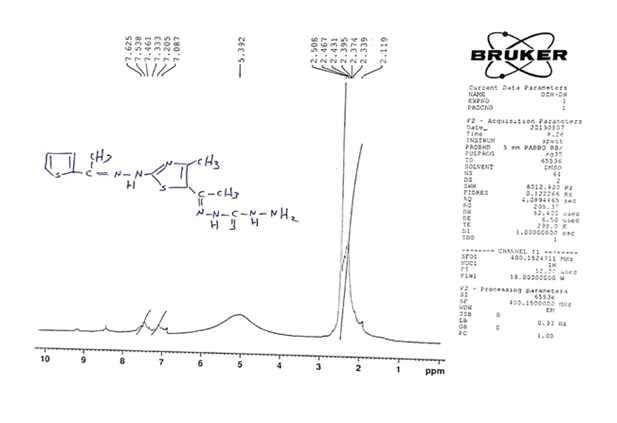 7.625
7.538
7.461
7.333
7.205
7.087
5.392
2.508
2.467
2.431
2.395
2.374
2.339
2.119
BRUKER
Current Data Parameters
NAME DZH-ZH
EXPNO 1
PROCNO 1
F2 - Acquisition Parameters
Date_ 20190807
Time 8.26
INSTRUM spect
PROBHD 5 mm PABBO BB/
PULPROG zg30
TD 65536
SOLVENT DMSO
NS 64
DS 2
SWH 8012.820 Hz
FIDRES 0.122266 Hz
AQ 4.0894465 sec
RG 205.37
DW 62.400 usec
DE 6.50 usec
TE 298.0 K
D1 1.00000000 sec
TD0 1
======== CHANNEL f1 ========
SFO1 400.1524711 MHz
NUC1 1H
P1 12.00 usec
PLW1 18.00000000 W
F2 - Processing parameters
SI 65536
SF 400.1500000 MHz
WDW EM
SSB 0
LB 0.30 Hz
GB 0
PC 1.00
CH3
S C = N - N
H
N
S
CH3
C - CH3
N - N - C - N - NH2
H S H
10 9 8 7 6 5 4 3 2 1 ppm